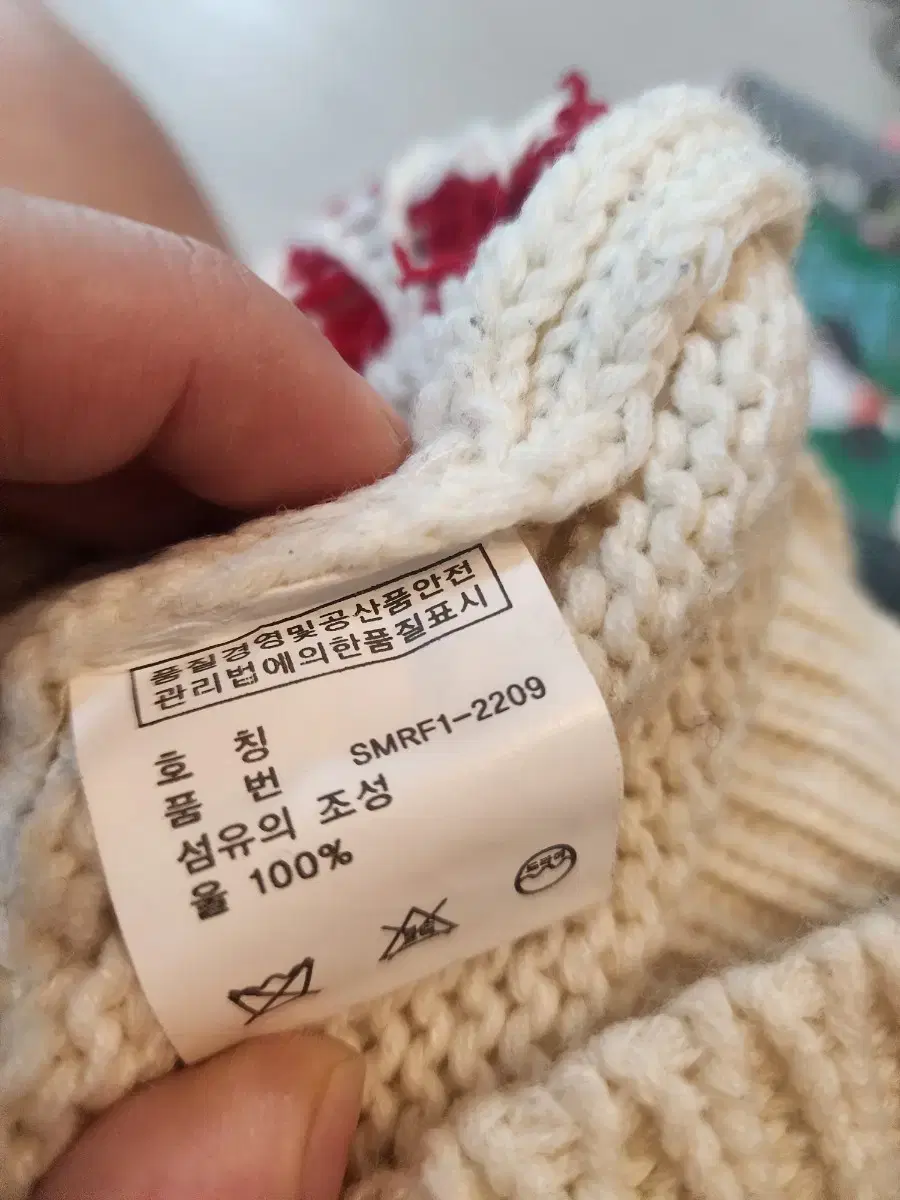 품질경영및공산품안전
관리법에의한품질표시
호 칭
품 번 SMRF1-2209
섬유의 조성
울 100%